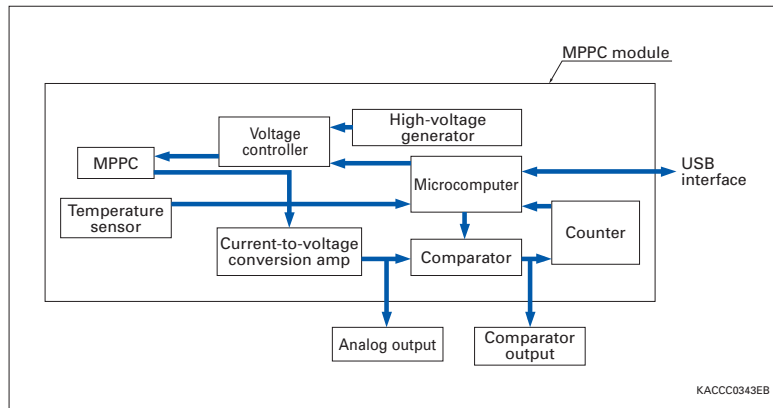 MPPC module
High-voltage
generator
Voltage
controller
MPPC
Microcomputer
USB
interface
Temperature
sensor
Counter
Current-to-voltage
conversion amp
Comparator
Analog output
Comparator
output
KACCC0343EB